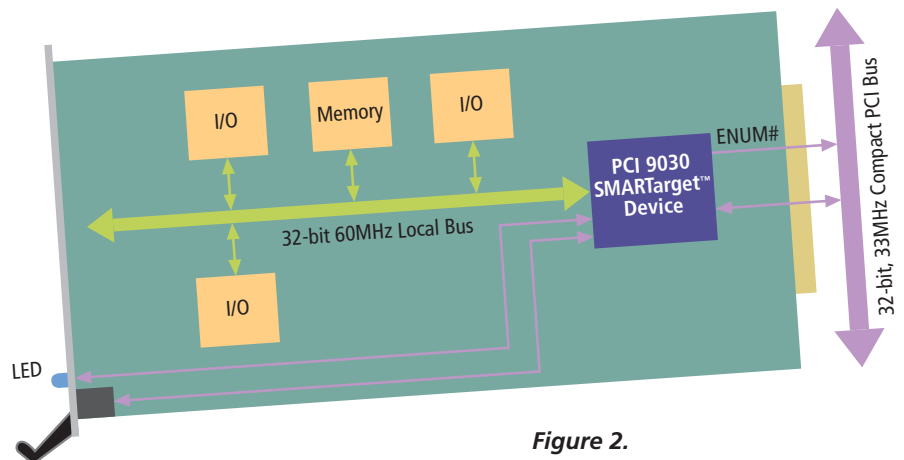 I/O
Memory
I/O
ENUM#
PCI 9030
SMARTarget™
Device
32-bit, 33MHz Compact PCI Bus
32-bit 60MHz Local Bus
I/O
LED
Figure 2.